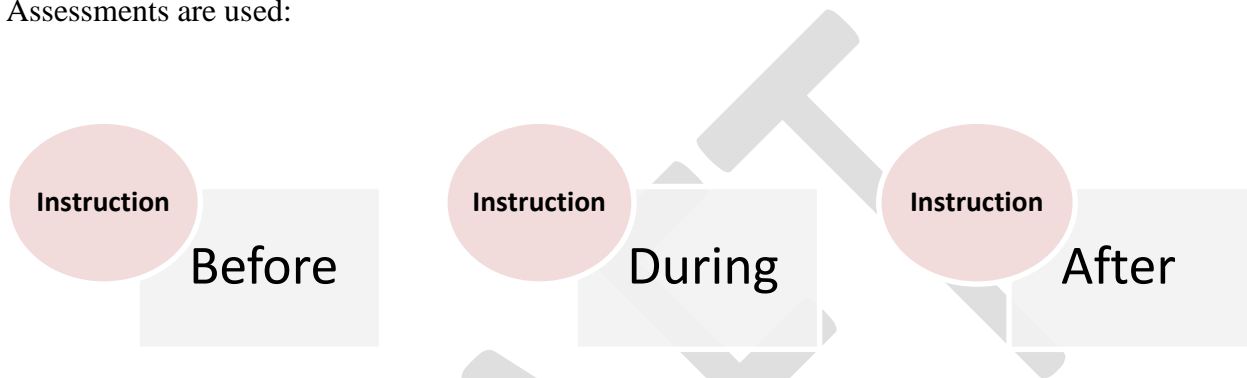 Assessments are used:
Instruction
Before
Instruction
During
Instruction
After